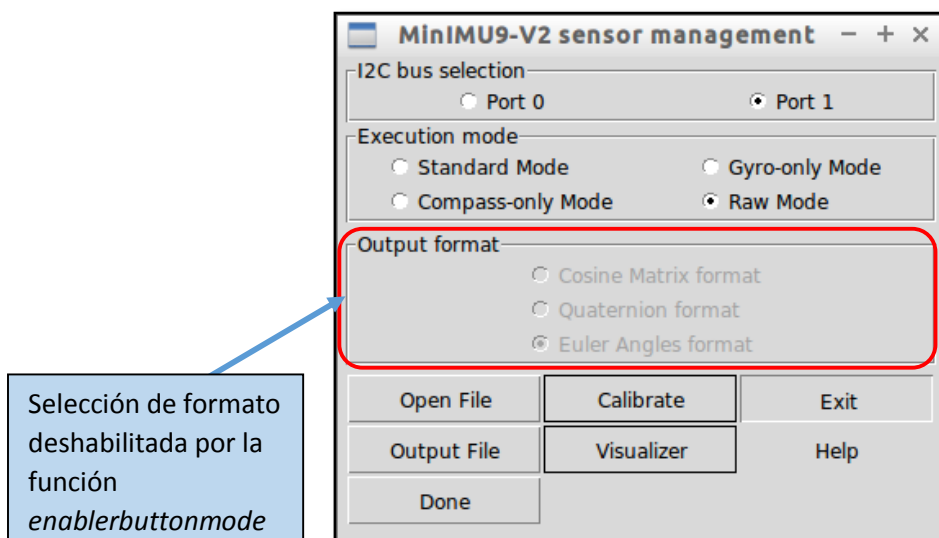 MinIMU9-V2 sensor management
I2C bus selection
Port 0 Port 1
Execution mode
Standard Mode Gyro-only Mode
Compass-only Mode Raw Mode
Output format
Cosine Matrix format
Quaternion format
Euler Angles format
Open File Calibrate Exit
Output File Visualizer Help
Done
Selección de formato
deshabilitada por la
función
enablerbuttonmode